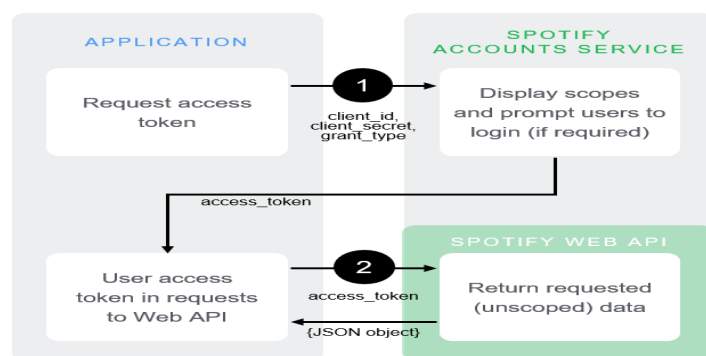 APPLICATION
SPOTIFY
ACCOUNTS SERVICE
Request access
token
1
client_id,
client_secret,
grant_type
Display scopes
and prompt users to
login (if required)
access_token
SPOTIFY WEB API
User access
token in requests
to Web API
2
access_token
{JSON object}
Return requested
(unscoped) data